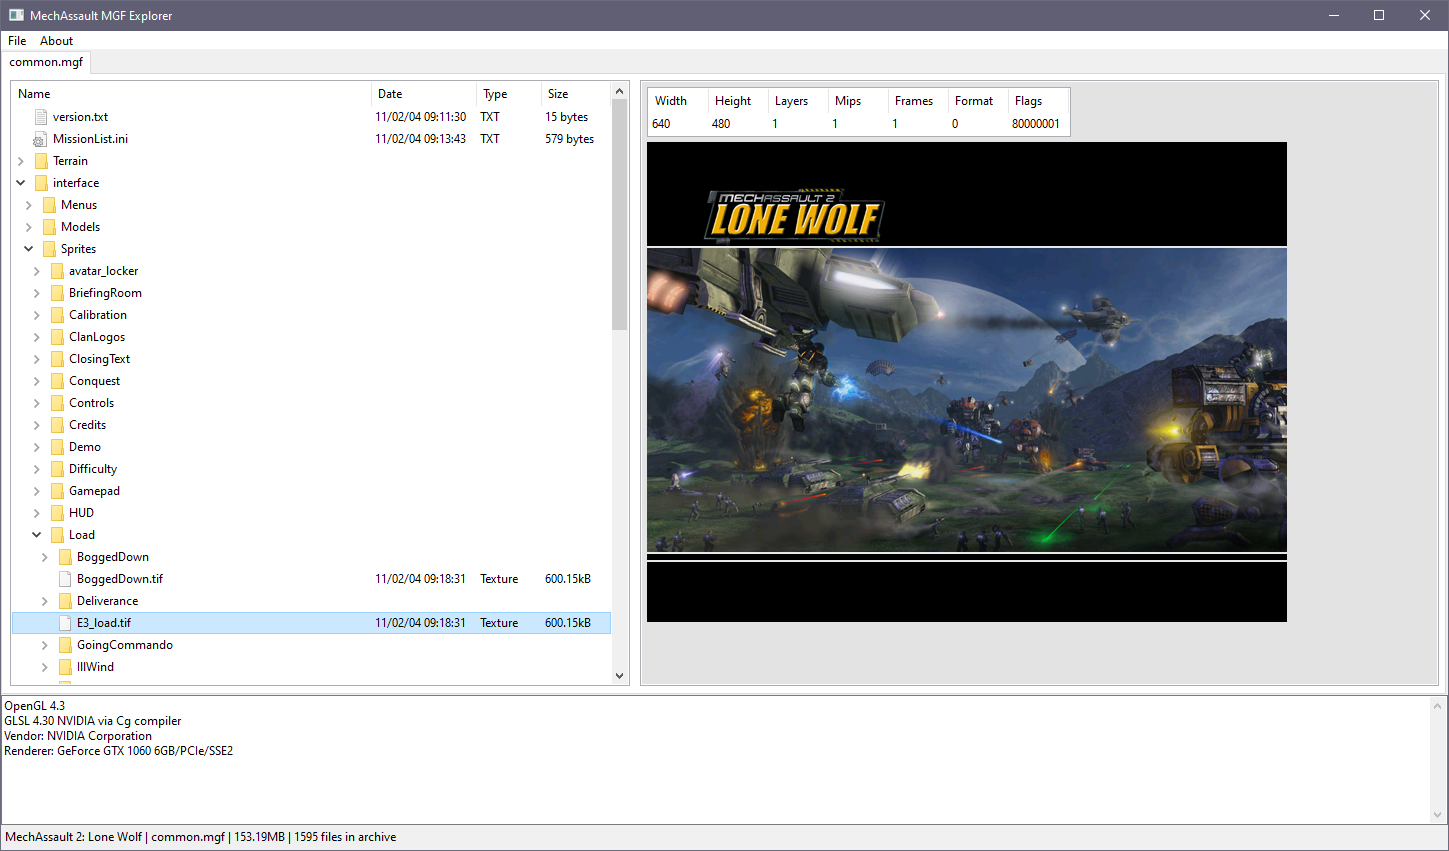 MechAssault MGF Explorer
File About
common.mgf
Name Date Type Size
version.txt 11/02/04 09:11:30 TXT 15 bytes
MissionList.ini 11/02/04 09:13:43 TXT 579 bytes
Terrain
interface
Menus
Models
Sprites
avatar_locker
BriefingRoom
Calibration
ClanLogos
ClosingText
Conquest
Controls
Credits
Demo
Difficulty
Gamepad
HUD
Load
BoggedDown
BoggedDown.tif 11/02/04 09:18:31 Texture 600.15kB
Deliverance
E3_load.tif 11/02/04 09:18:31 Texture 600.15kB
GoingCommando
IllWind
Width Height Layers Mips Frames Format Flags
640 480 1 1 1 0 80000001
MECHASSAULT 2
LONE WOLF
OpenGL 4.3
GLSL 4.30 NVIDIA via Cg compiler
Vendor: NVIDIA Corporation
Renderer: GeForce GTX 1060 6GB/PCIe/SSE2
MechAssault 2: Lone Wolf | common.mgf | 153.19MB | 1595 files in archive